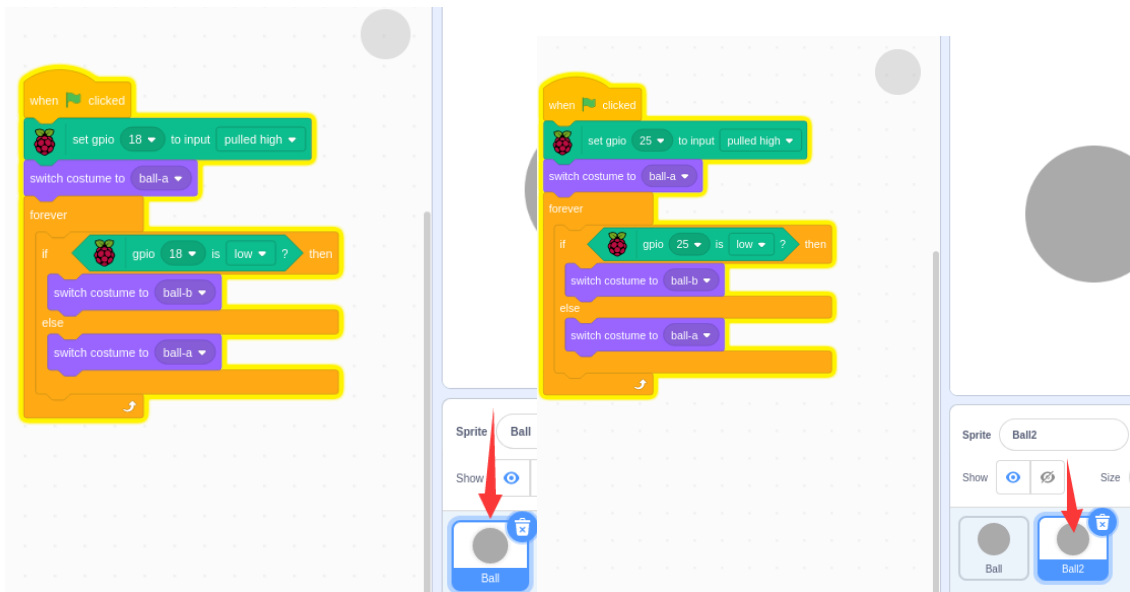 when clicked
set gpio 18 to input pulled high
switch costume to ball-a
forever
if gpio 18 is low ? then
switch costume to ball-b
else
switch costume to ball-a
Sprite Ball
Show
Ball
when clicked
set gpio 25 to input pulled high
switch costume to ball-a
forever
if gpio 25 is low ? then
switch costume to ball-b
else
switch costume to ball-a
Sprite Ball2
Show Size
Ball Ball2